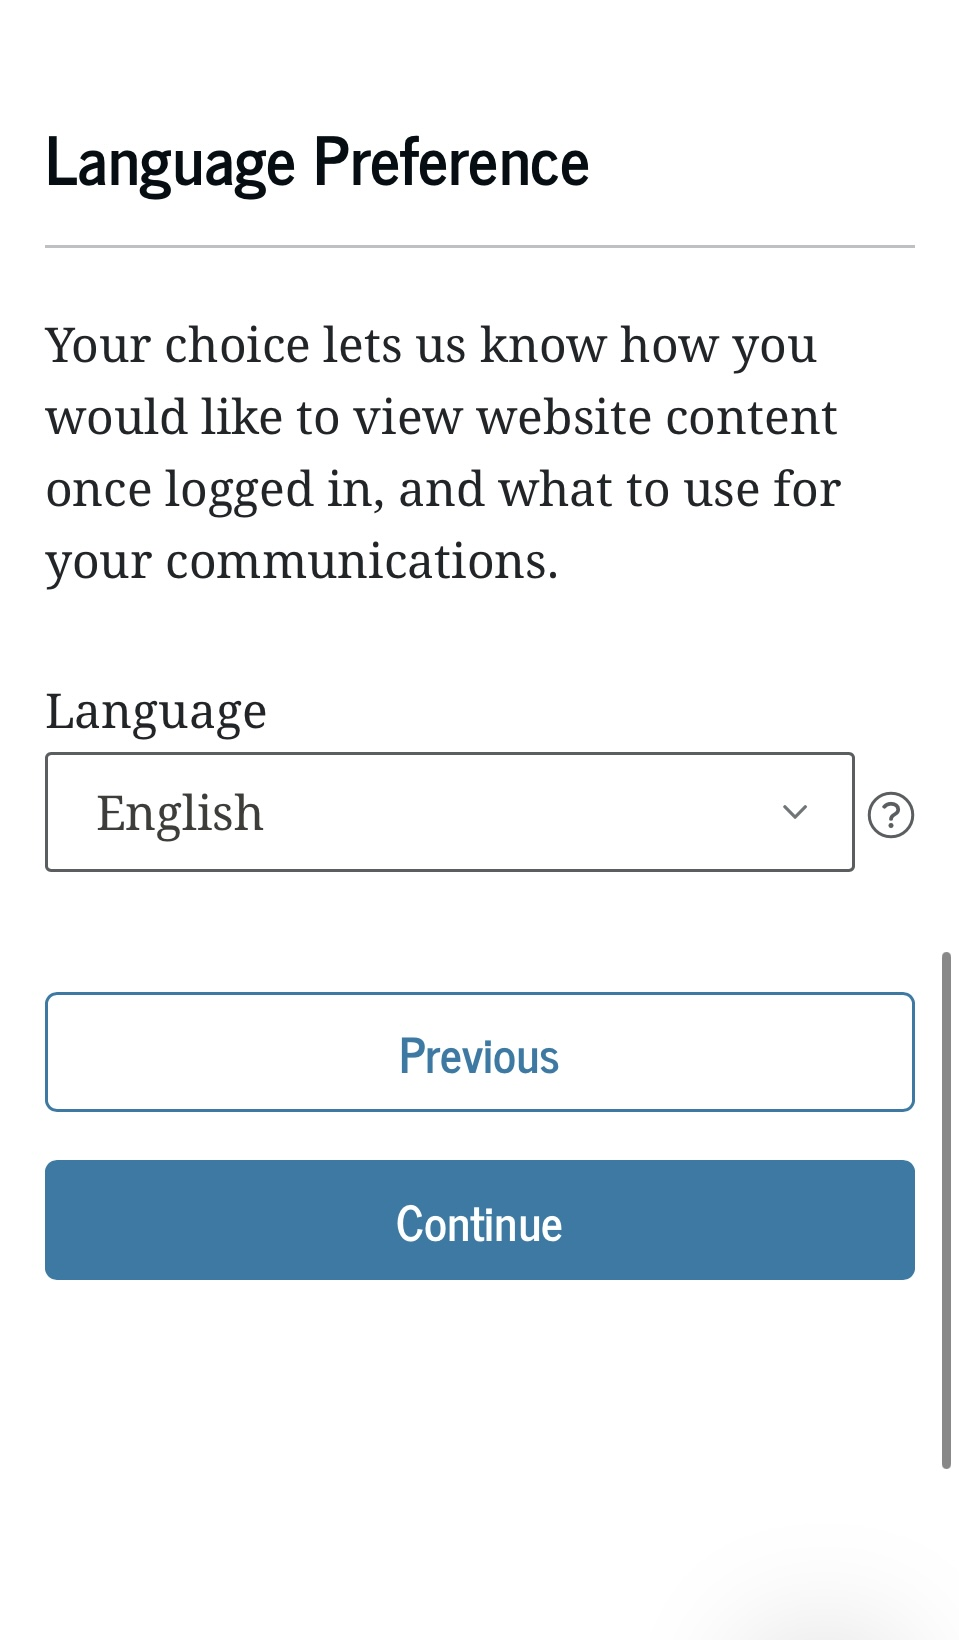 Language Preference
Your choice lets us know how you
would like to view website content
once logged in, and what to use for
your communications.
Language
English
?
Previous
Continue